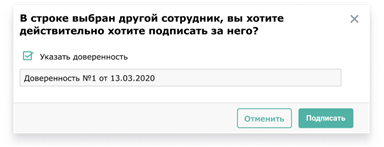 В строке выбран другой сотрудник, вы хотите
действительно хотите подписать за него?
Указать доверенность
Доверенность №1 от 13.03.2020
Отменить
Подписать